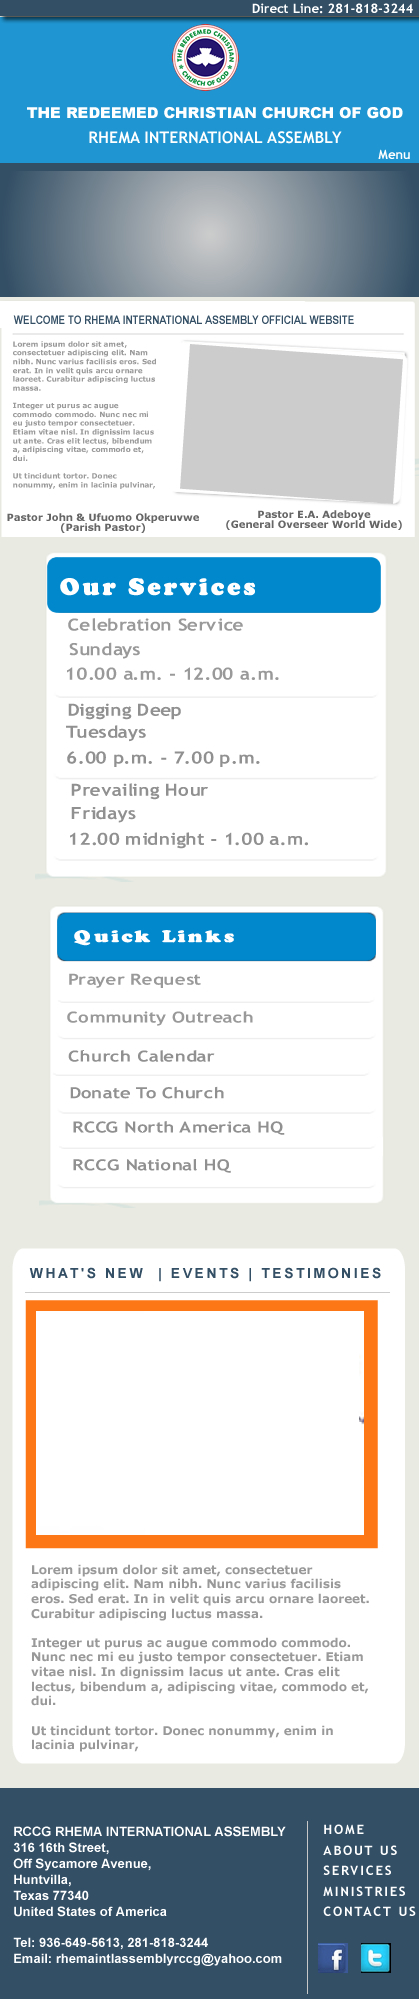 Direct Line: 281-818-3244
THE REDEEMED CHRISTIAN
CHURCH OF GOD
THE REDEEMED CHRISTIAN CHURCH OF GOD
RHEMA INTERNATIONAL ASSEMBLY
Menu
WELCOME TO RHEMA INTERNATIONAL ASSEMBLY OFFICIAL WEBSITE
Lorem ipsum dolor sit amet,
consectetuer adipiscing elit. Nam
nibh. Nunc varius facilisis eros. Sed
erat. In in velit quis arcu ornare
laoreet. Curabitur adipiscing luctus
massa.
Integer ut purus ac augue
commodo commodo. Nunc nec mi
eu justo tempor consectetuer.
Etiam vitae nisl. In dignissim lacus
ut ante. Cras elit lectus, bibendum
a, adipiscing vitae, commodo et,
dui.
Ut tincidunt tortor. Donec
nonummy, enim in lacinia pulvinar,
Pastor John & Ufuomo Okperuvwe
(Parish Pastor)
Pastor E.A. Adeboye
(General Overseer World Wide)
Our Services
Celebration Service
Sundays
10.00 a.m. - 12.00 a.m.
Digging Deep
Tuesdays
6.00 p.m. - 7.00 p.m.
Prevailing Hour
Fridays
12.00 midnight - 1.00 a.m.
Quick Links
Prayer Request
Community Outreach
Church Calendar
Donate To Church
RCCG North America HQ
RCCG National HQ
WHAT'S NEW | EVENTS | TESTIMONIES
Lorem ipsum dolor sit amet, consectetuer
adipiscing elit. Nam nibh. Nunc varius facilisis
eros. Sed erat. In in velit quis arcu ornare laoreet.
Curabitur adipiscing luctus massa.
Integer ut purus ac augue commodo commodo.
Nunc nec mi eu justo tempor consectetuer. Etiam
vitae nisl. In dignissim lacus ut ante. Cras elit
lectus, bibendum a, adipiscing vitae, commodo et,
dui.
Ut tincidunt tortor. Donec nonummy, enim in
lacinia pulvinar,
RCCG RHEMA INTERNATIONAL ASSEMBLY
316 16th Street,
Off Sycamore Avenue,
Huntvilla,
Texas 77340
United States of America
Tel: 936-649-5613, 281-818-3244
Email: rhemaintlassemblyrccg@yahoo.com
HOME
ABOUT US
SERVICES
MINISTRIES
CONTACT US
f
t